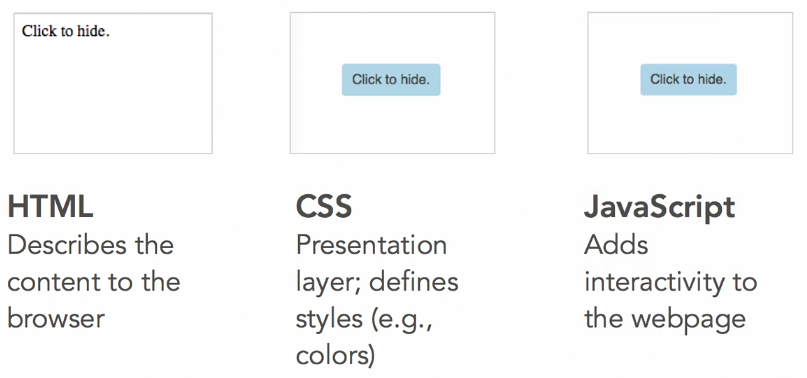 Click to hide.
Click to hide.
Click to hide.
HTML
Describes the
content to the
browser
CSS
Presentation
layer; defines
styles (e.g.,
colors)
JavaScript
Adds
interactivity to
the webpage